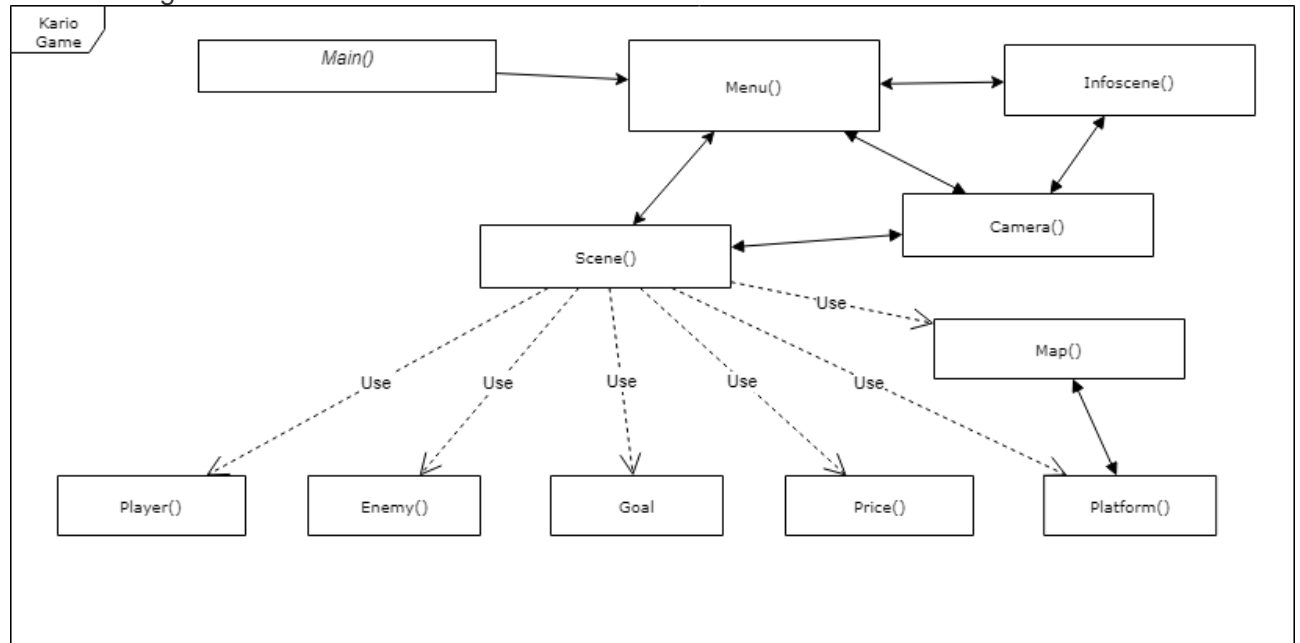 Kario
Game
Main()
Menu()
Infoscene()
Camera()
Scene()
Use
Map()
Use
Use
Use
Use
Use
Player()
Enemy()
Goal
Price()
Platform()